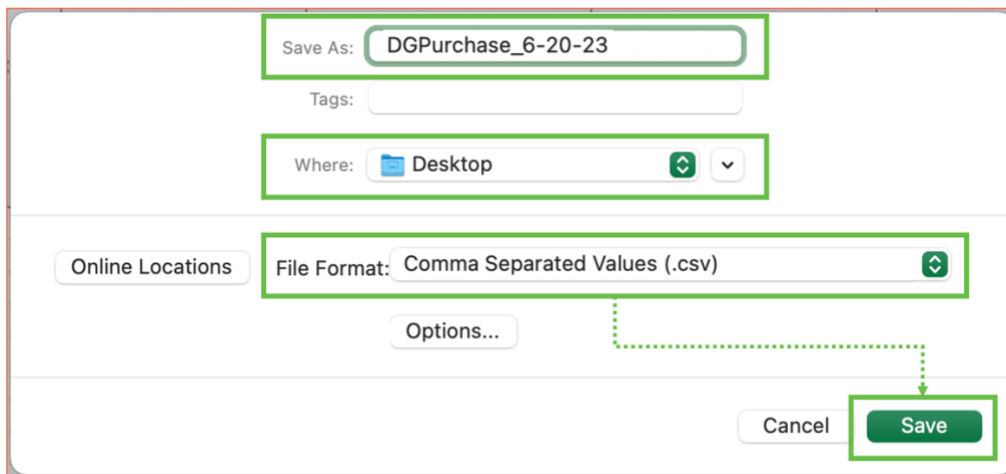 Save As: DGPurchase_6-20-23
Tags:
Where: Desktop
Online Locations File Format: Comma Separated Values (.csv)
Options...
Cancel Save